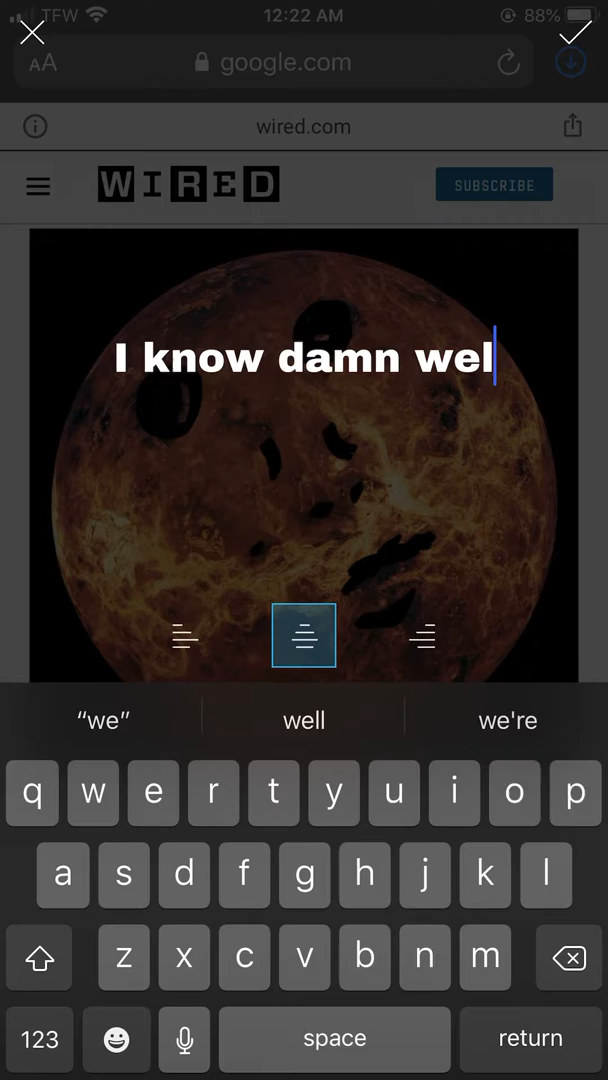 TFW 12:22 AM 88%
AA google.com
wired.com
WIRED SUBSCRIBE
I know damn wel
“we” well we're
q w e r t y u i o p
a s d f g h j k l
z x c v b n m
123 space return